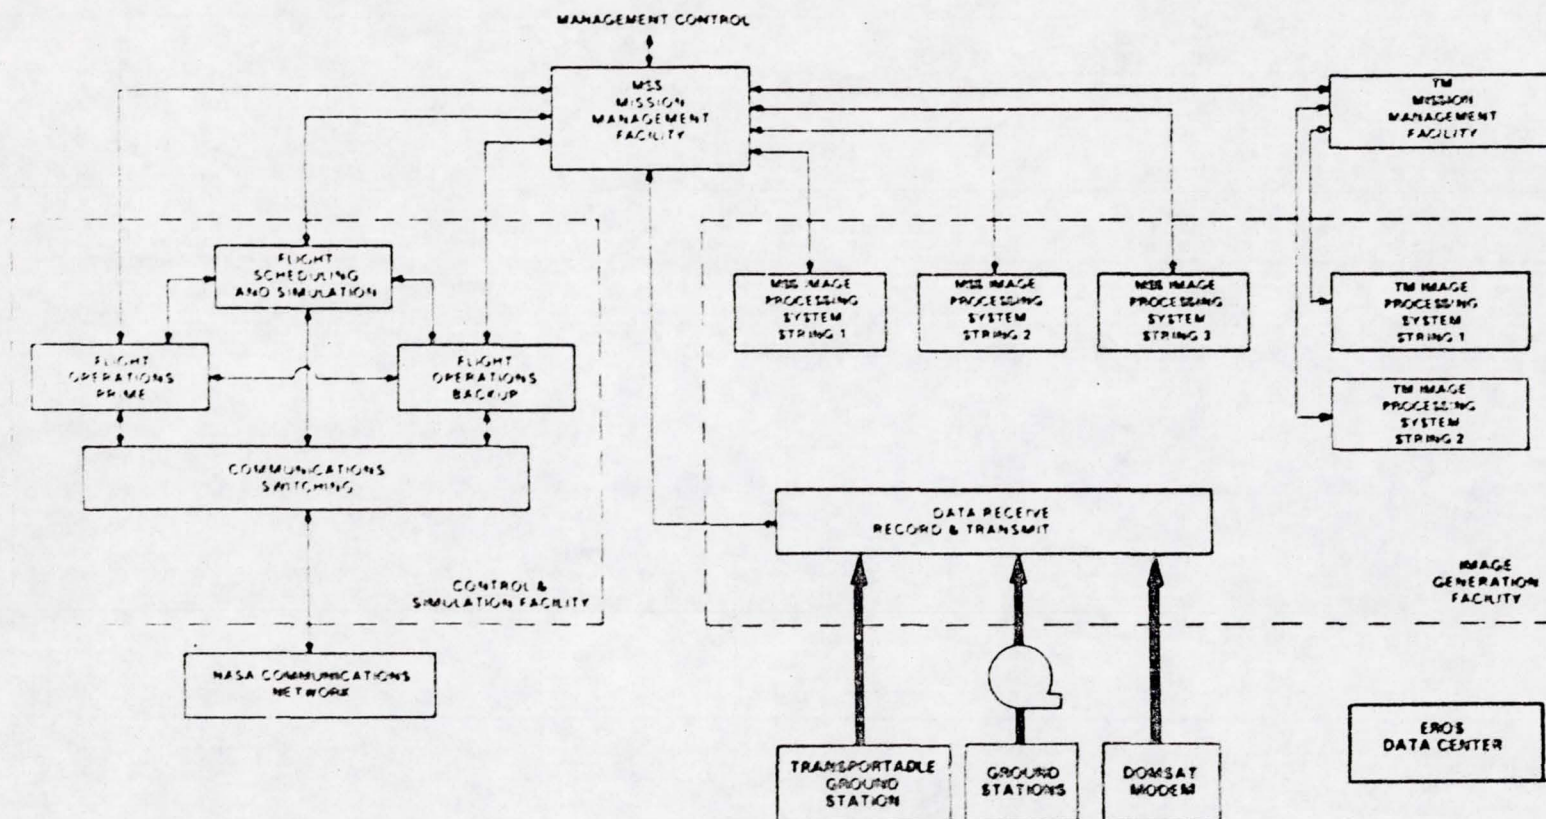 MANAGEMENT CONTROL
MSS
MISSION
MANAGEMENT
FACILITY
TM
MISSION
MANAGEMENT
FACILITY
FLIGHT
SCHEDULING
AND SIMULATION
MSS IMAGE
PROCESSING
SYSTEM
STRING 1
MSS IMAGE
PROCESSING
SYSTEM
STRING 2
MSS IMAGE
PROCESSING
SYSTEM
STRING 3
TM IMAGE
PROCESSING
SYSTEM
STRING 1
FLIGHT
OPERATIONS
PRIME
FLIGHT
OPERATIONS
BACKUP
TM IMAGE
PROCESSING
SYSTEM
STRING 2
COMMUNICATIONS
SWITCHING
DATA RECEIVE
RECORD & TRANSMIT
CONTROL &
SIMULATION FACILITY
IMAGE
GENERATION
FACILITY
NASA COMMUNICATIONS
NETWORK
TRANSPORTABLE
GROUND
STATION
GROUND
STATIONS
DOMSAT
MODEM
EROS
DATA CENTER